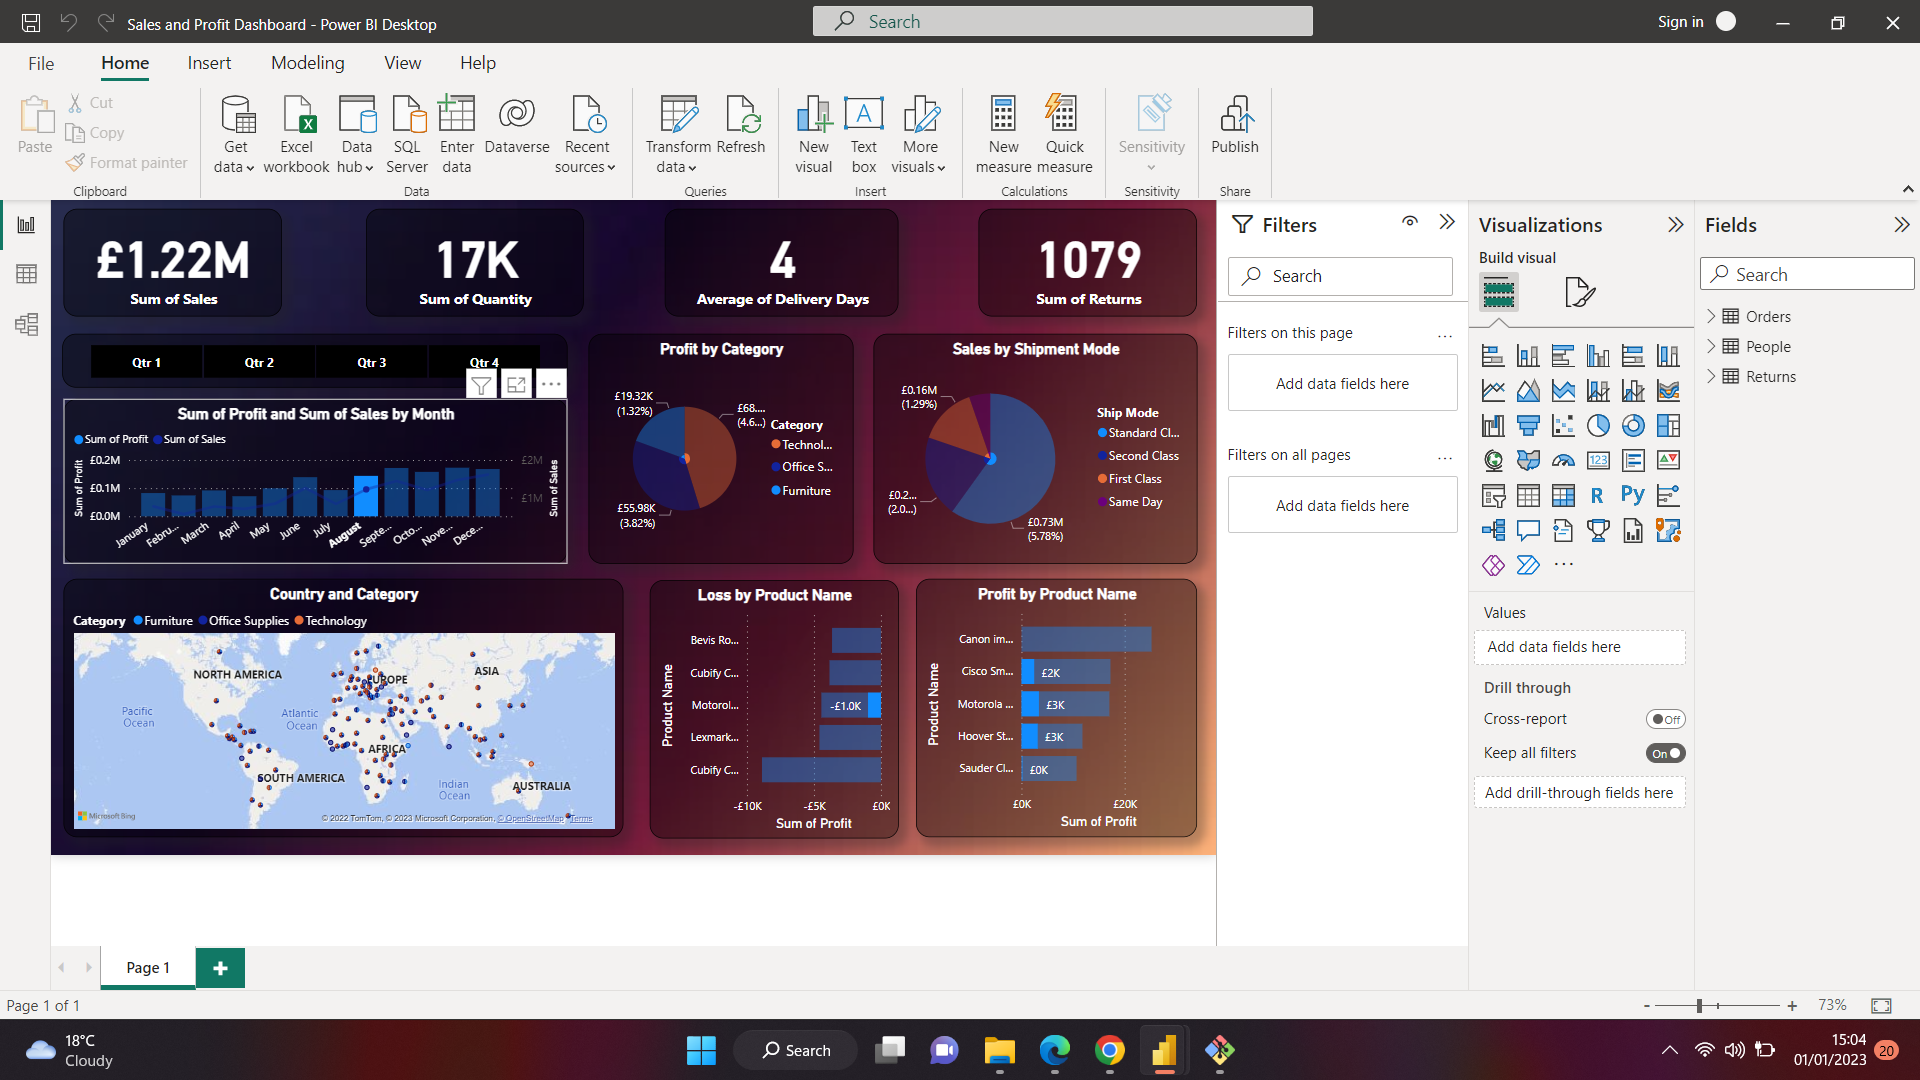 Sales and Profit Dashboard - Power BI Desktop
Search
Sign in
File Home Insert Modeling View Help
Paste
Cut
Copy
Format painter
Clipboard
Get data
Excel workbook
Data hub
SQL Server
Enter data
Dataverse
Recent sources
Data
Transform data
Refresh
Queries
New visual
Text box
More visuals
Insert
New measure
Quick measure
Calculations
Sensitivity
Sensitivity
Publish
Share
£1.22M
Sum of Sales
17K
Sum of Quantity
4
Average of Delivery Days
1079
Sum of Returns
Qtr 1
Qtr 2
Qtr 3
Qtr 4
Sum of Profit and Sum of Sales by Month
Sum of Profit Sum of Sales
Sum of Profit
£0.2M
£0.1M
£0.0M
£2M
£1M
Sum of Sales
January
Febru...
March
April
May
June
July
August
Septe...
Octo...
Nove...
Dece...
Profit by Category
£19.32K
(1.32%)
£68....
(4.6...)
£55.98K
(3.82%)
Category
Technol...
Office S...
Furniture
Sales by Shipment Mode
£0.16M
(1.29%)
£0.2...
(2.0...)
£0.73M
(5.78%)
Ship Mode
Standard Cl...
Second Class
First Class
Same Day
Country and Category
Category Furniture Office Supplies Technology
NORTH AMERICA
EUROPE
ASIA
Pacific Ocean
Atlantic Ocean
AFRICA
SOUTH AMERICA
Indian Ocean
AUSTRALIA
Microsoft Bing
© 2022 TomTom, © 2023 Microsoft Corporation, © OpenStreetMap Terms
Loss by Product Name
Product Name
Bevis Ro...
Cubify C...
Motorol...
-£1.0K
Lexmark...
Cubify C...
-£10K
-£5K
£0K
Sum of Profit
Profit by Product Name
Product Name
Canon im...
Cisco Sm...
£2K
Motorola ...
£3K
Hoover St...
£3K
Sauder Cl...
£0K
£0K
£20K
Sum of Profit
Filters
Search
Filters on this page
...
Add data fields here
Filters on all pages
...
Add data fields here
Visualizations
Build visual
123
R
Py
...
Values
Add data fields here
Drill through
Cross-report
Off
Keep all filters
On
Add drill-through fields here
Fields
Search
Orders
People
Returns
Page 1
Page 1 of 1
- + 73%
18°C
Cloudy
Search
15:04
01/01/2023
20